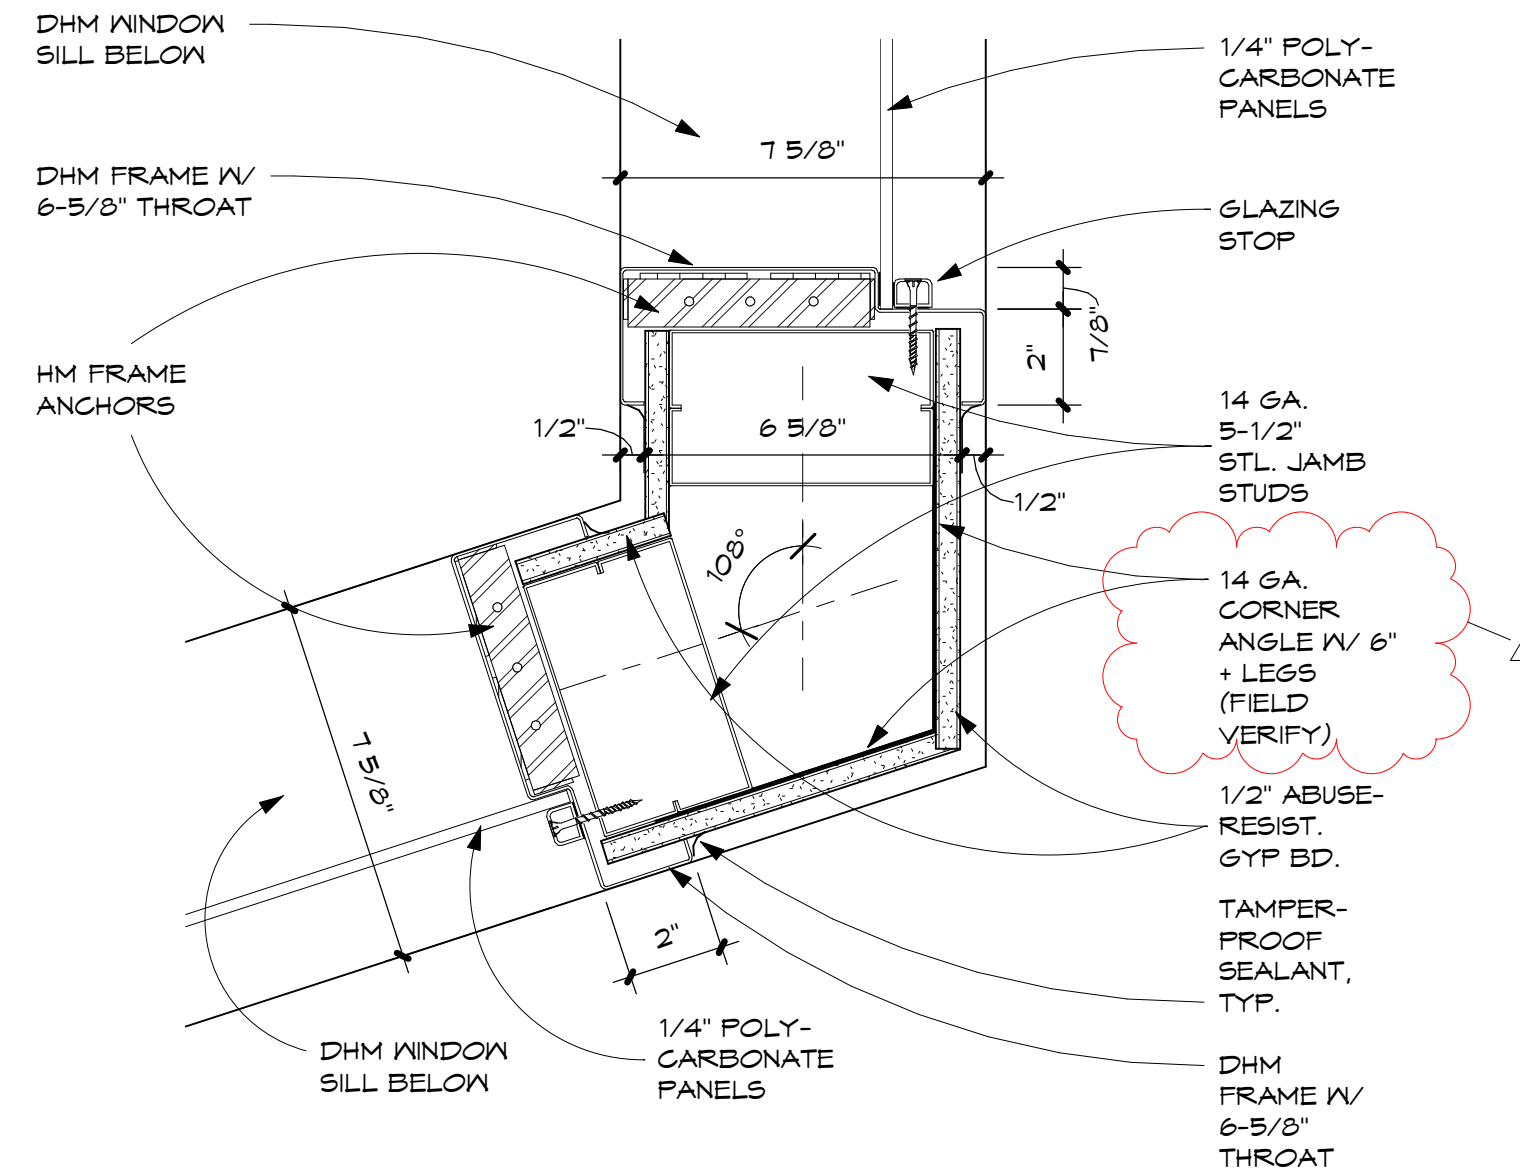 DHM WINDOW
SILL BELOW
1/4" POLY-
CARBONATE
PANELS
7 5/8"
DHM FRAME W/
6-5/8" THROAT
GLAZING
STOP
7/8"
2"
HM FRAME
ANCHORS
1/2"
6 5/8"
1/2"
14 GA.
5-1/2"
STL. JAMB
STUDS
108°
14 GA.
CORNER
ANGLE W/ 6"
+ LEGS
(FIELD
VERIFY)
7 5/8"
1/2" ABUSE-
RESIST.
GYP BD.
TAMPER-
PROOF
SEALANT,
TYP.
2"
DHM WINDOW
SILL BELOW
1/4" POLY-
CARBONATE
PANELS
DHM
FRAME W/
6-5/8"
THROAT